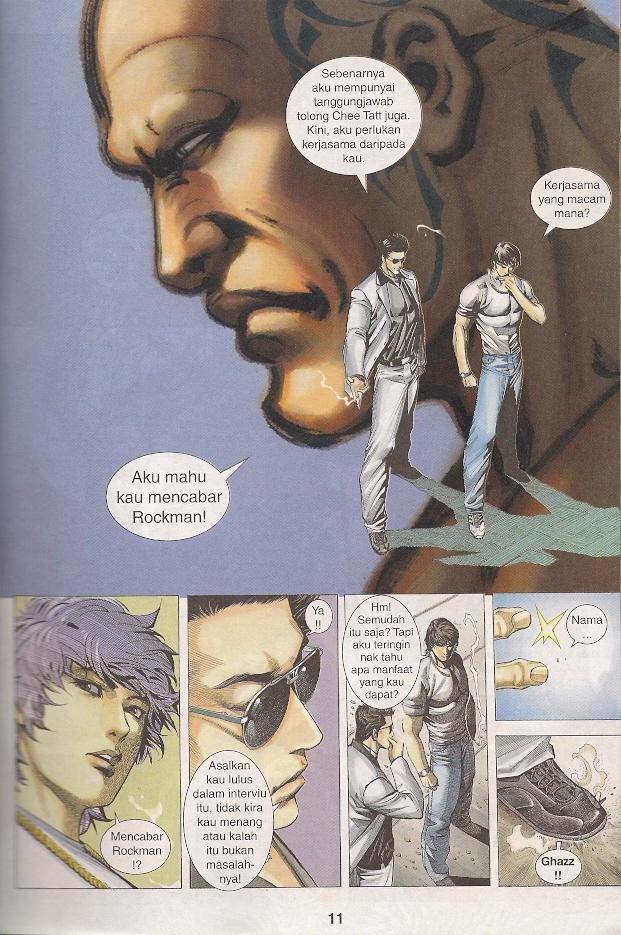 Sebenarnya
aku mempunyai
tanggungjawab
tolong Chee Tatt juga.
Kini, aku perlukan
kerjasama daripada
kau.
Kerjasama
yang macam
mana?
Aku mahu
kau mencabar
Rockman!
Mencabar
Rockman
!?
Ya
!!
Asalkan
kau lulus
dalam interviu
itu, tidak kira
kau menang
atau kalah
itu bukan
masalah-
nya!
Hm!
Semudah
itu saja? Tapi
aku teringin
nak tahu
apa manfaat
yang kau
dapat?
Nama
...
Ghazz
!!
11